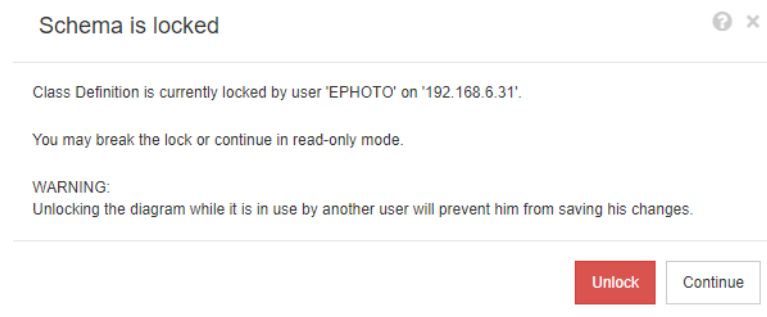 Schema is locked
Class Definition is currently locked by user 'EPHOTO' on '192.168.6.31'.
You may break the lock or continue in read-only mode.
WARNING:
Unlocking the diagram while it is in use by another user will prevent him from saving his changes.
Unlock
Continue